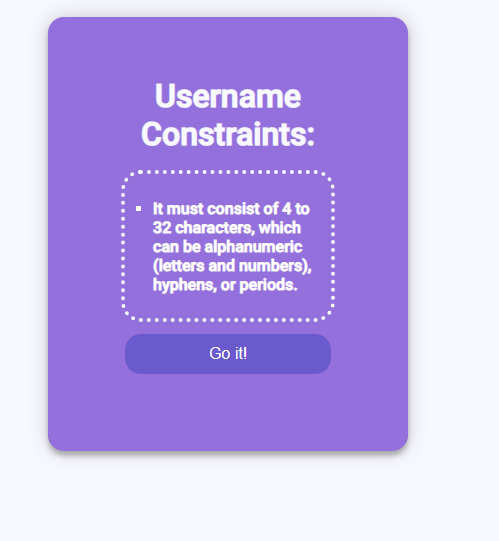 Username
Constraints:
It must consist of 4 to
32 characters, which
can be alphanumeric
(letters and numbers),
hyphens, or periods.
Go it!